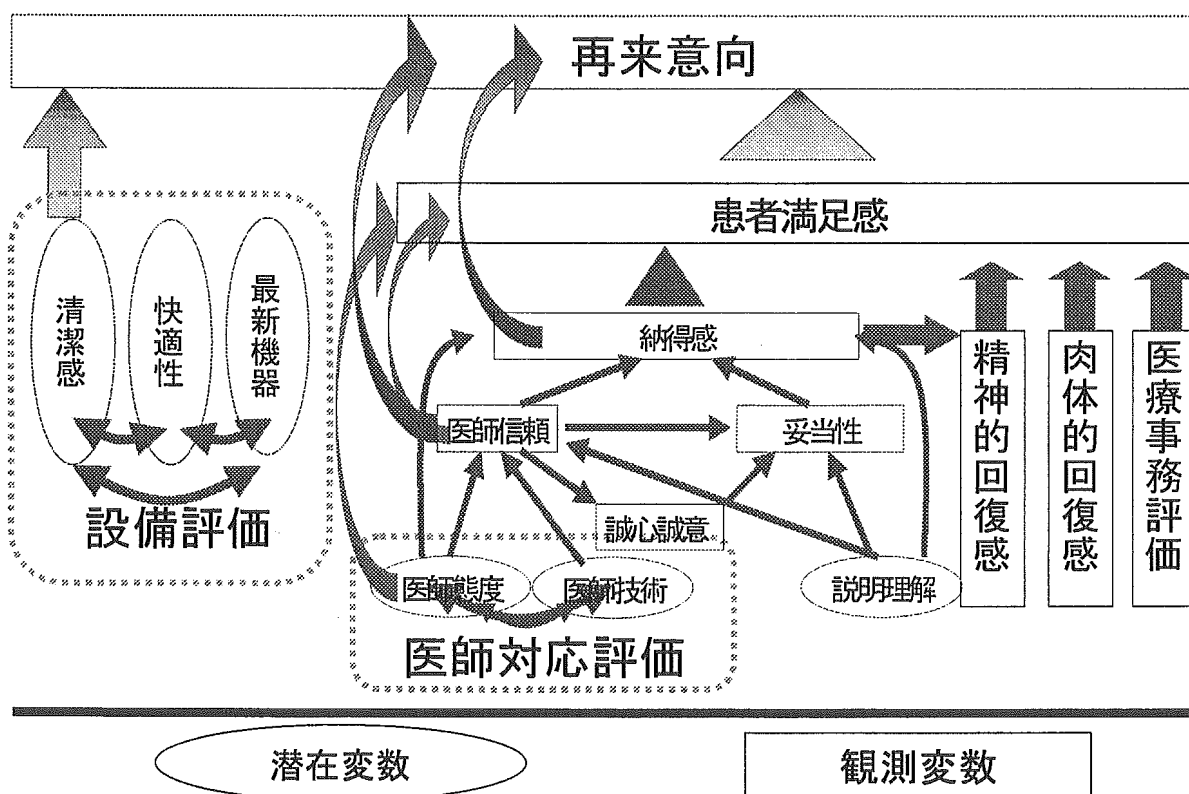 再来意向
患者満足感
清潔感
快適性
最新機器
設備評価
納得感
医師信頼
妥当性
誠心誠意
医師態度
医師技術
説明理解
医師対応評価
精神的回復感
肉体的回復感
医療事務評価
潜在変数
観測変数